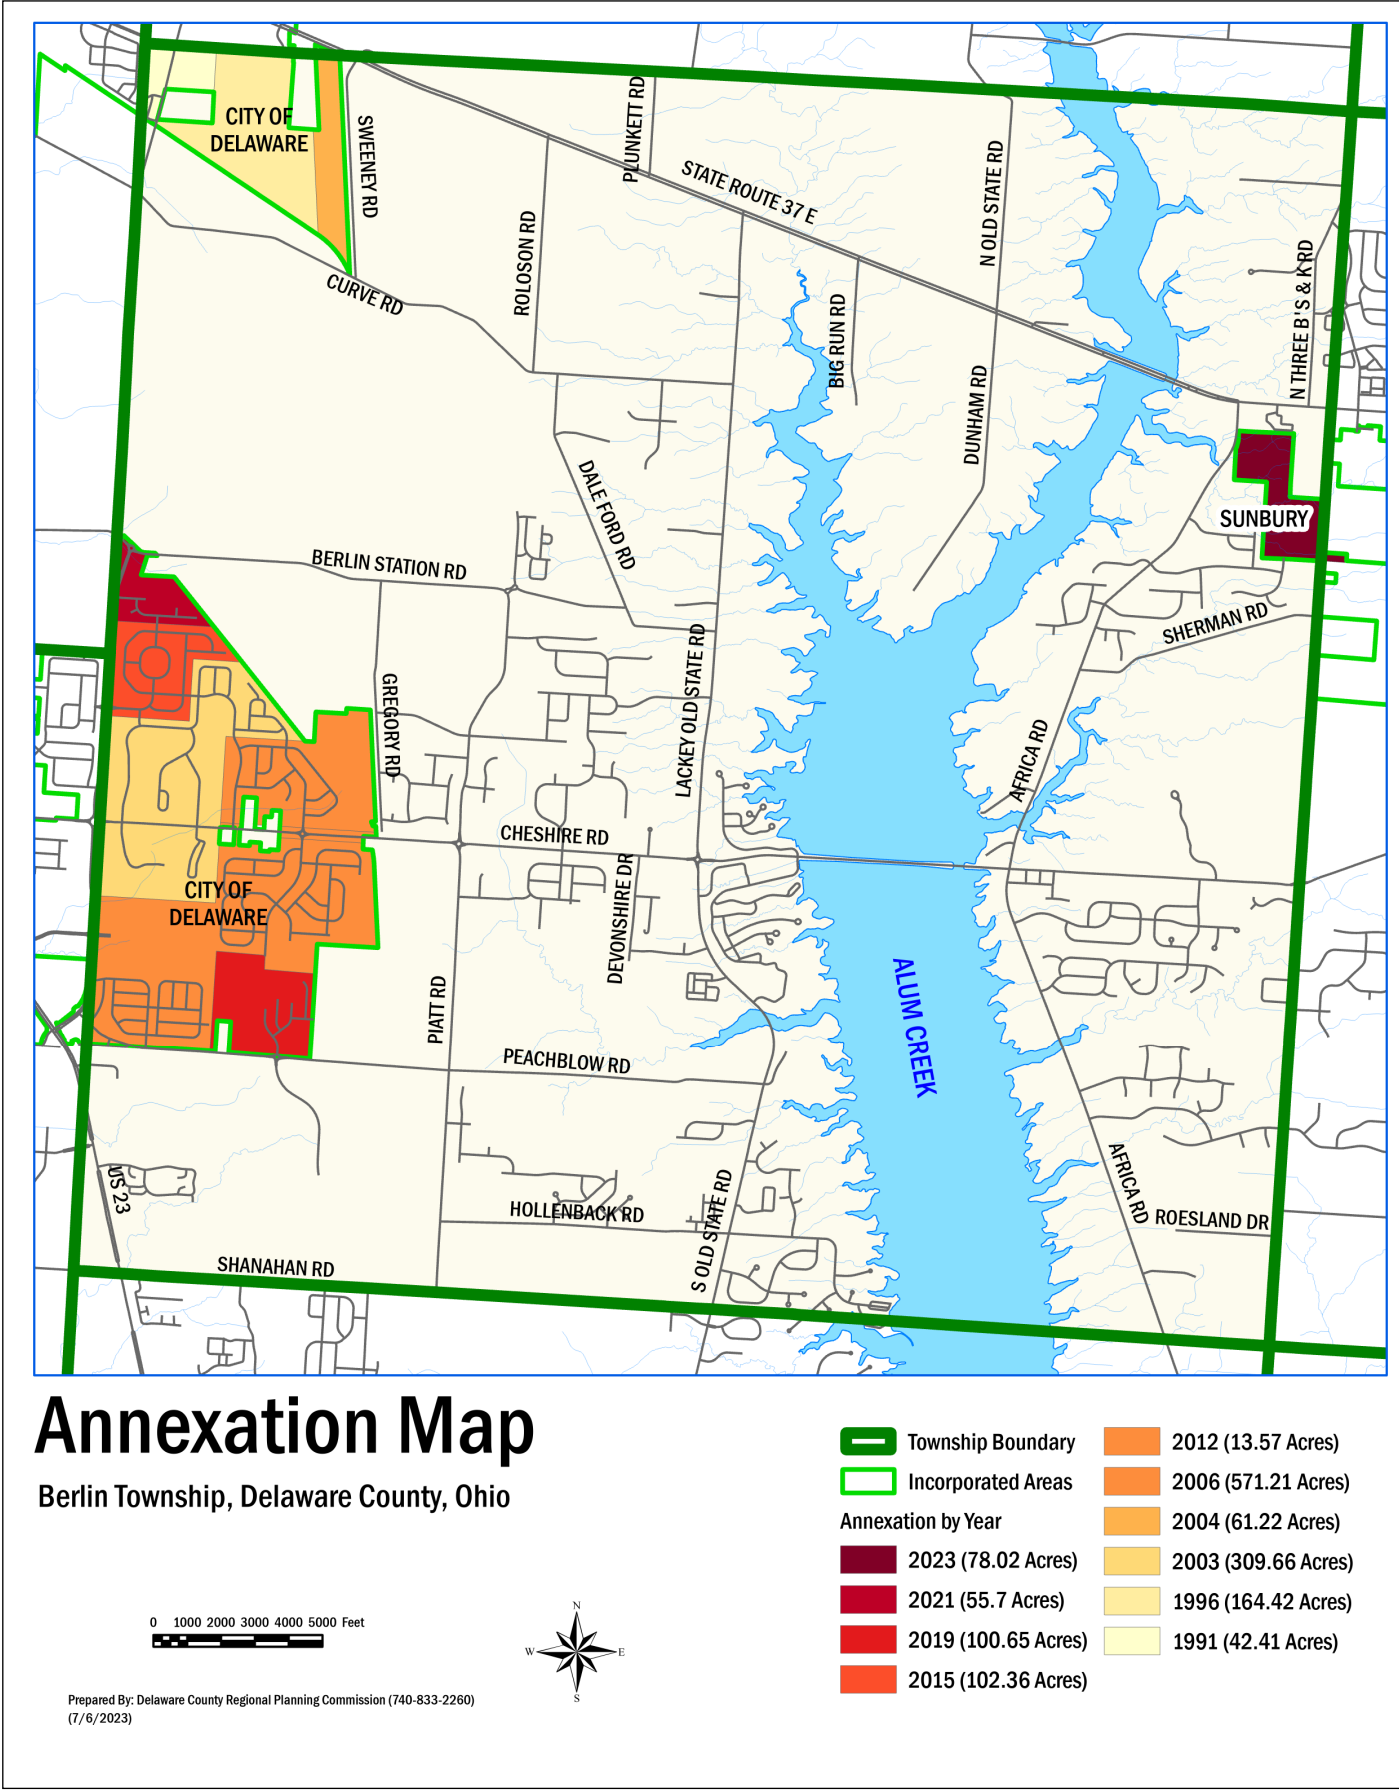 CITY OF
DELAWARE
SWEENEY RD
PLUNKETT RD
STATE ROUTE 37 E
N OLD STATE RD
ROLOSON RD
CURVE RD
BIG RUN RD
N THREE B'S & K RD
DUNHAM RD
DALE FORD RD
SUNBURY
BERLIN STATION RD
SHERMAN RD
LACKEY OLD STATE RD
GREGORY RD
AFRICA RD
CHESHIRE RD
CITY OF
DELAWARE
DEVONSHIRE DR
ALUM CREEK
PIATT RD
PEACHBLOW RD
US 23
AFRICA RD
HOLLENBACK RD
S OLD STATE RD
ROESLAND DR
SHANAHAN RD
Annexation Map
Berlin Township, Delaware County, Ohio
Township Boundary
Incorporated Areas
Annexation by Year
2023 (78.02 Acres)
2021 (55.7 Acres)
2019 (100.65 Acres)
2015 (102.36 Acres)
2012 (13.57 Acres)
2006 (571.21 Acres)
2004 (61.22 Acres)
2003 (309.66 Acres)
1996 (164.42 Acres)
1991 (42.41 Acres)
0 1000 2000 3000 4000 5000 Feet
N
W
E
S
Prepared By: Delaware County Regional Planning Commission (740-833-2260)
(7/6/2023)